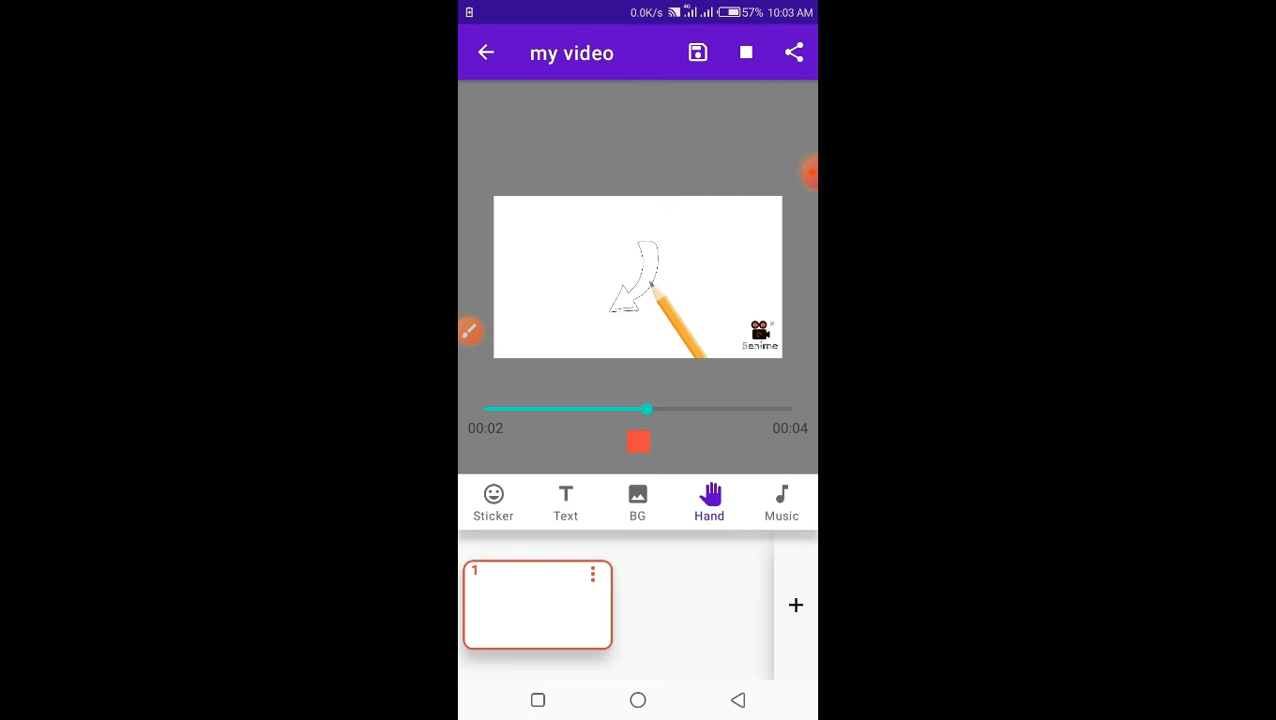 0.0K/s 4G 57% 10:03 AM
my video
Benime
00:02 00:04
Sticker Text BG Hand Music
1